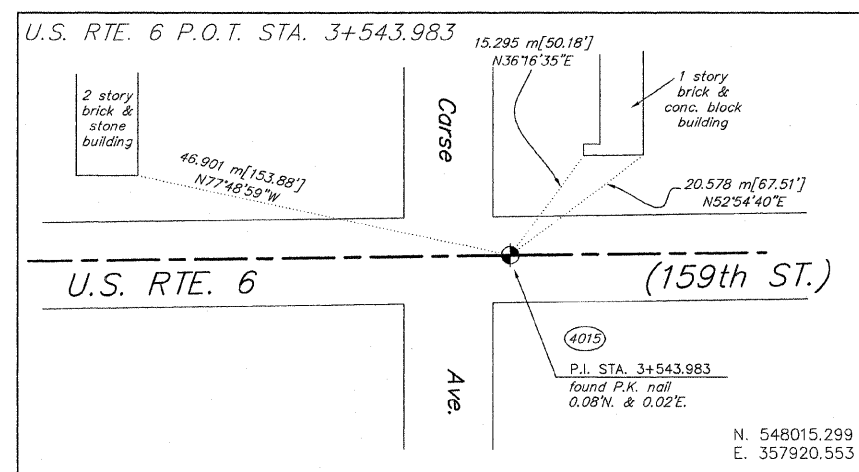 U.S. RTE. 6 P.O.T. STA. 3+543.983
15.295 m[50.18']
N36°16'35"E
2 story
brick &
stone
building
Carse
1 story
brick &
conc. block
building
46.901 m[153.88']
N77°48'59"W
20.578 m[67.51']
N52°54'40"E
U.S. RTE. 6
(159th ST.)
4015
P.I. STA. 3+543.983
found P.K. nail
0.08'N. & 0.02'E.
Ave.
N. 548015.299
E. 357920.553